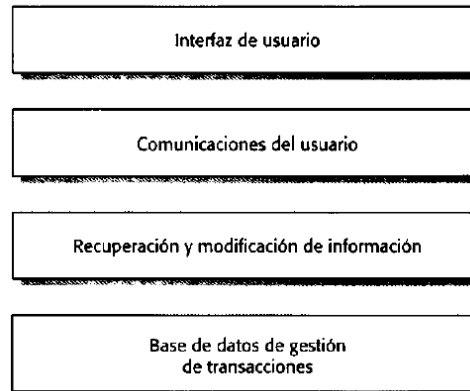 Interfaz de usuario
Comunicaciones del usuario
Recuperación y modificación de información
Base de datos de gestión
de transacciones